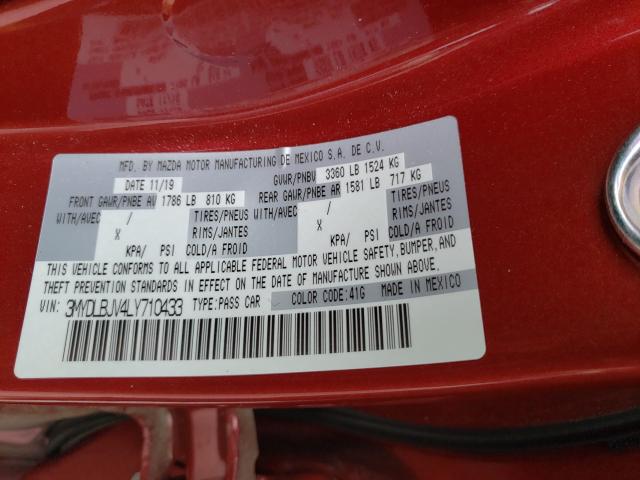 MFD. BY MAZDA MOTOR MANUFACTURING DE MEXICO S.A. DE C.V.
DATE 11/19 GVWR/PNBV 3360 LB 1524 KG
FRONT GAWR/PNBE AV 1786 LB 810 KG REAR GAWR/PNBE AR 1581 LB 717 KG
WITH/AVEC / TIRES/PNEUS WITH/AVEC / TIRES/PNEUS
X RIMS/JANTES X RIMS/JANTES
KPA/ PSI COLD/A FROID KPA/ PSI COLD/A FROID
THIS VEHICLE CONFORMS TO ALL APPLICABLE FEDERAL MOTOR VEHICLE SAFETY, BUMPER, AND
THEFT PREVENTION STANDARDS IN EFFECT ON THE DATE OF MANUFACTURE SHOWN ABOVE.
VIN: 3MYDLBJV4LY710433 TYPE: PASS CAR COLOR CODE: 41G MADE IN MEXICO